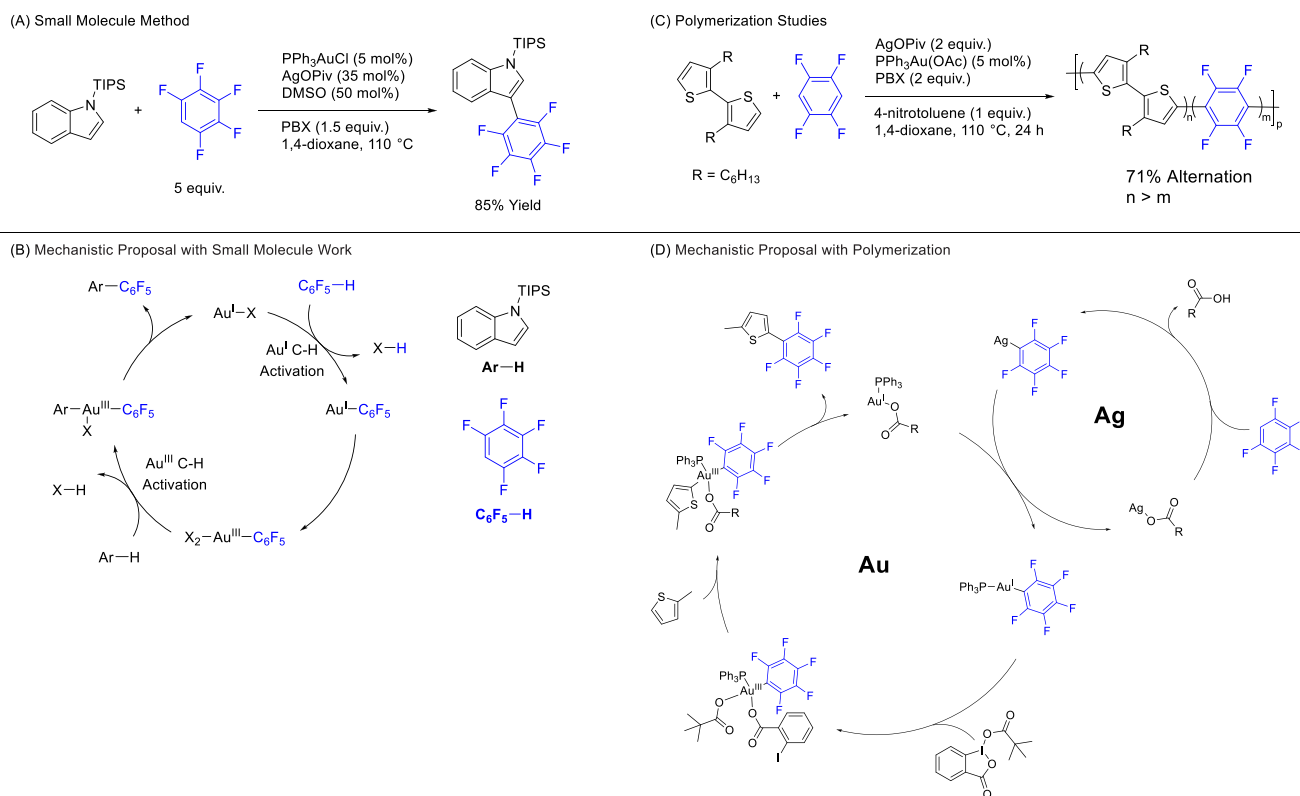 (A) Small Molecule Method
TIPS
N
+
F
F
F
F
F
5 equiv.
PPh3AuCl (5 mol%)
AgOPiv (35 mol%)
DMSO (50 mol%)
PBX (1.5 equiv.)
1,4-dioxane, 110 °C
TIPS
N
F
F
F
F
F
85% Yield
(C) Polymerization Studies
R
S
S
R
R = C6H13
+
F
F
F
F
AgOPiv (2 equiv.)
PPh3Au(OAc) (5 mol%)
PBX (2 equiv.)
4-nitrotoluene (1 equiv.)
1,4-dioxane, 110 °C, 24 h
R
S
S
R
n
F
F
F
F
m
p
71% Alternation
n > m
(B) Mechanistic Proposal with Small Molecule Work
Ar—C6F5
C6F5—H
AuI—X
AuI C-H
Activation
X—H
Ar—AuIII—C6F5
X
AuI—C6F5
AuIII C-H
Activation
X—H
X2—AuIII—C6F5
Ar—H
TIPS
N
Ar—H
F
F
F
F
F
C6F5—H
(D) Mechanistic Proposal with Polymerization
S
F
F
F
F
F
PPh3
AuI
O
O
R
Ag
F
F
F
F
F
O
OH
R
Ag
F
F
F
F
F
Ag
O
O
R
Ph3P
AuIII
F
F
F
F
F
S
O
O
R
Au
S
Ph3P—AuI
F
F
F
F
F
Ph3P
AuIII
F
F
F
F
F
O
O
O
O
I
O
O
I
O
O